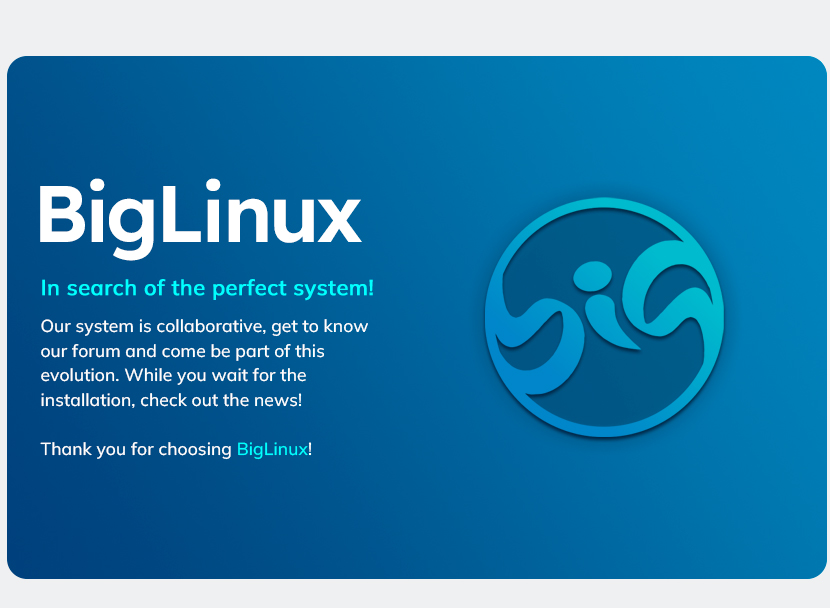 BigLinux
In search of the perfect system!
Our system is collaborative, get to know
our forum and come be part of this
evolution. While you wait for the
installation, check out the news!
Thank you for choosing BigLinux!
big